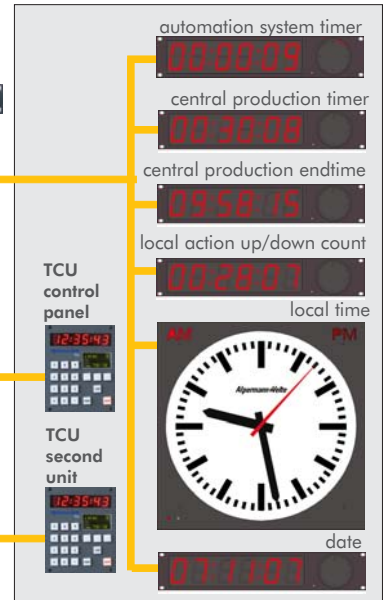 automation system timer
00:00:09
central production timer
00:30:08
central production endtime
09:58:15
local action up/down count
00:28:07
local time
AM PM
Alpermann+Velte
TCU
control
panel
12:35:43
TCU
second
unit
12:35:43
date
07:11:07